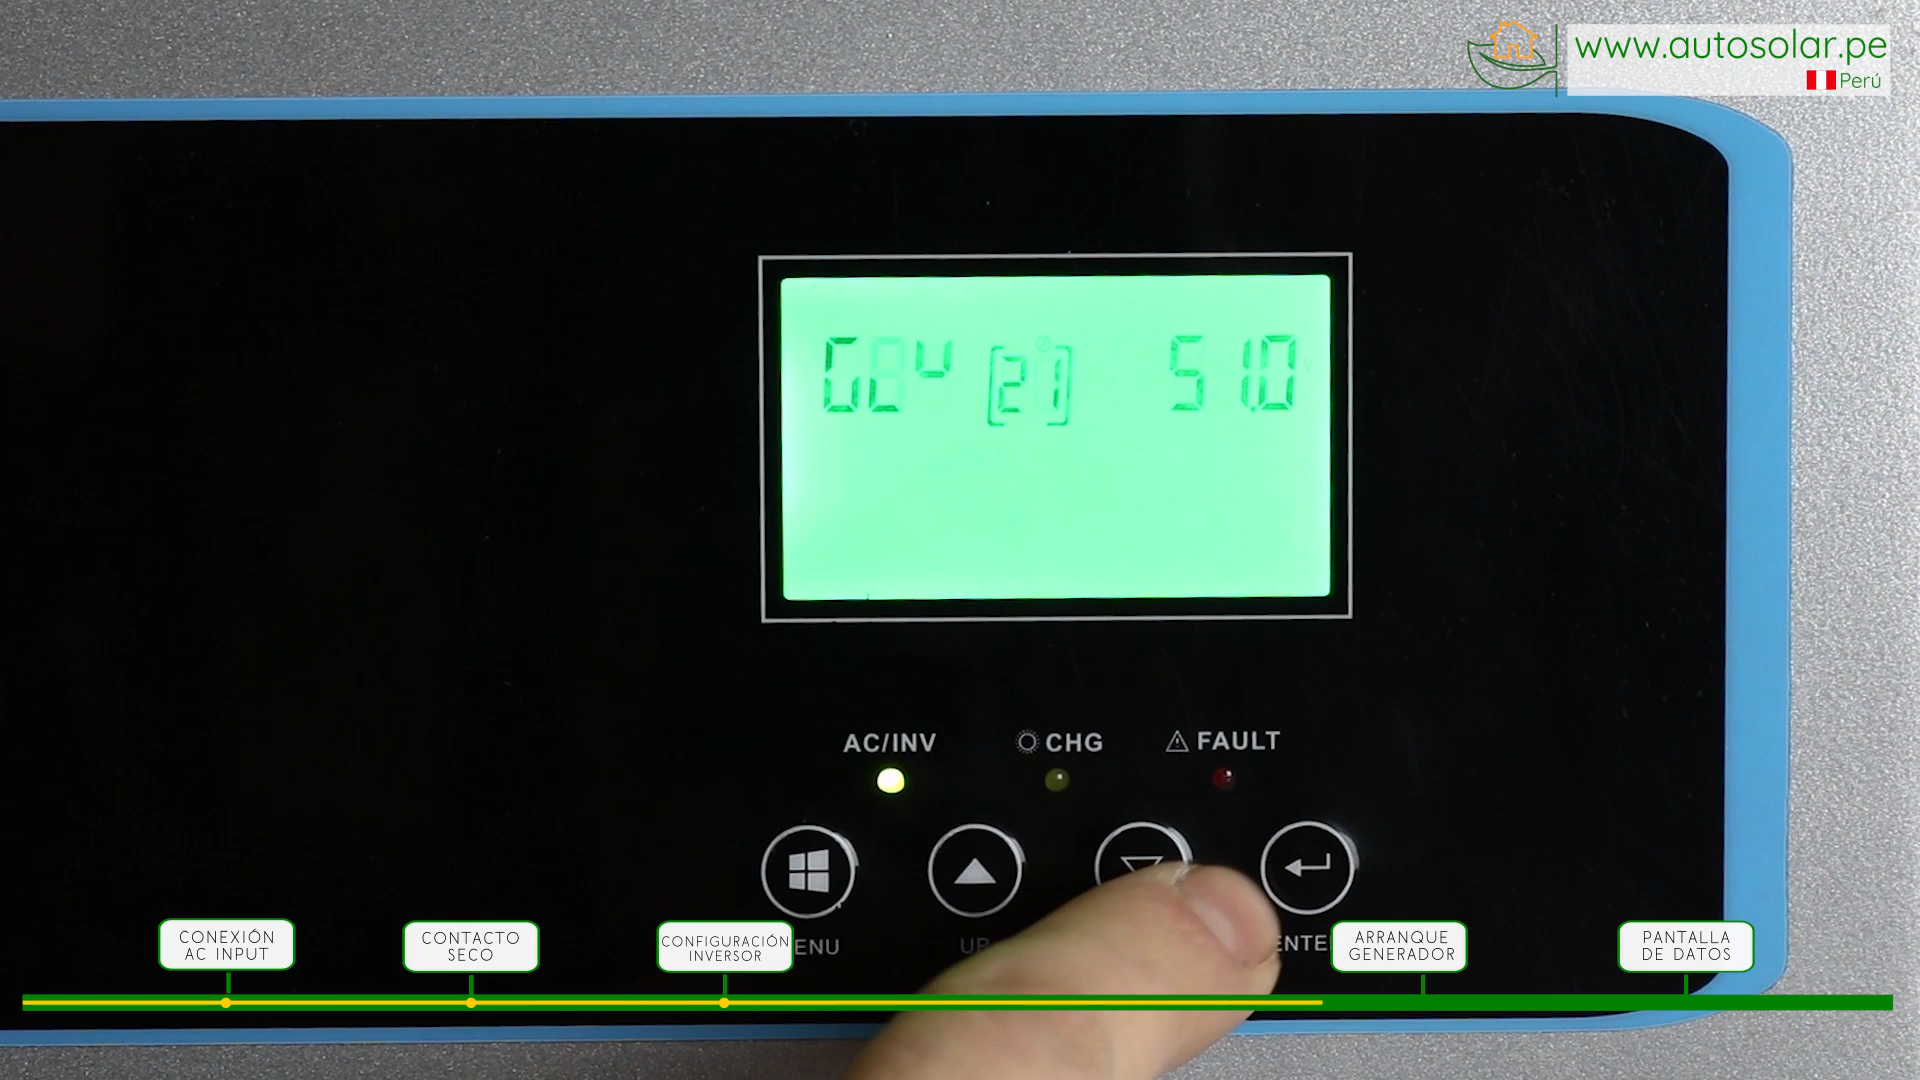 www.autosolar.pe
Perú
GLU [21] 51.0
AC/INV CHG FAULT
ENU UP ENTE
CONEXIÓN
AC INPUT
CONTACTO
SECO
CONFIGURACIÓN
INVERSOR
ARRANQUE
GENERADOR
PANTALLA
DE DATOS